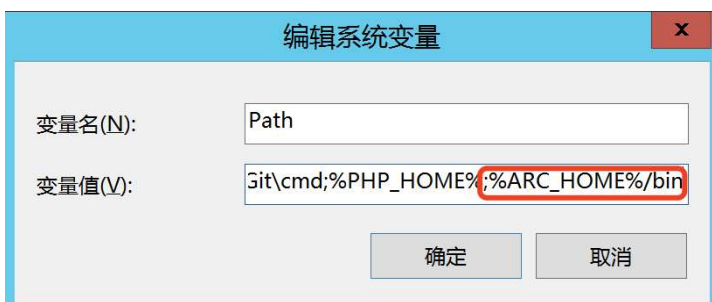 编辑系统变量
x
变量名(N):
Path
变量值(V):
Git\cmd;%PHP_HOME%;%ARC_HOME%/bin
确定
取消